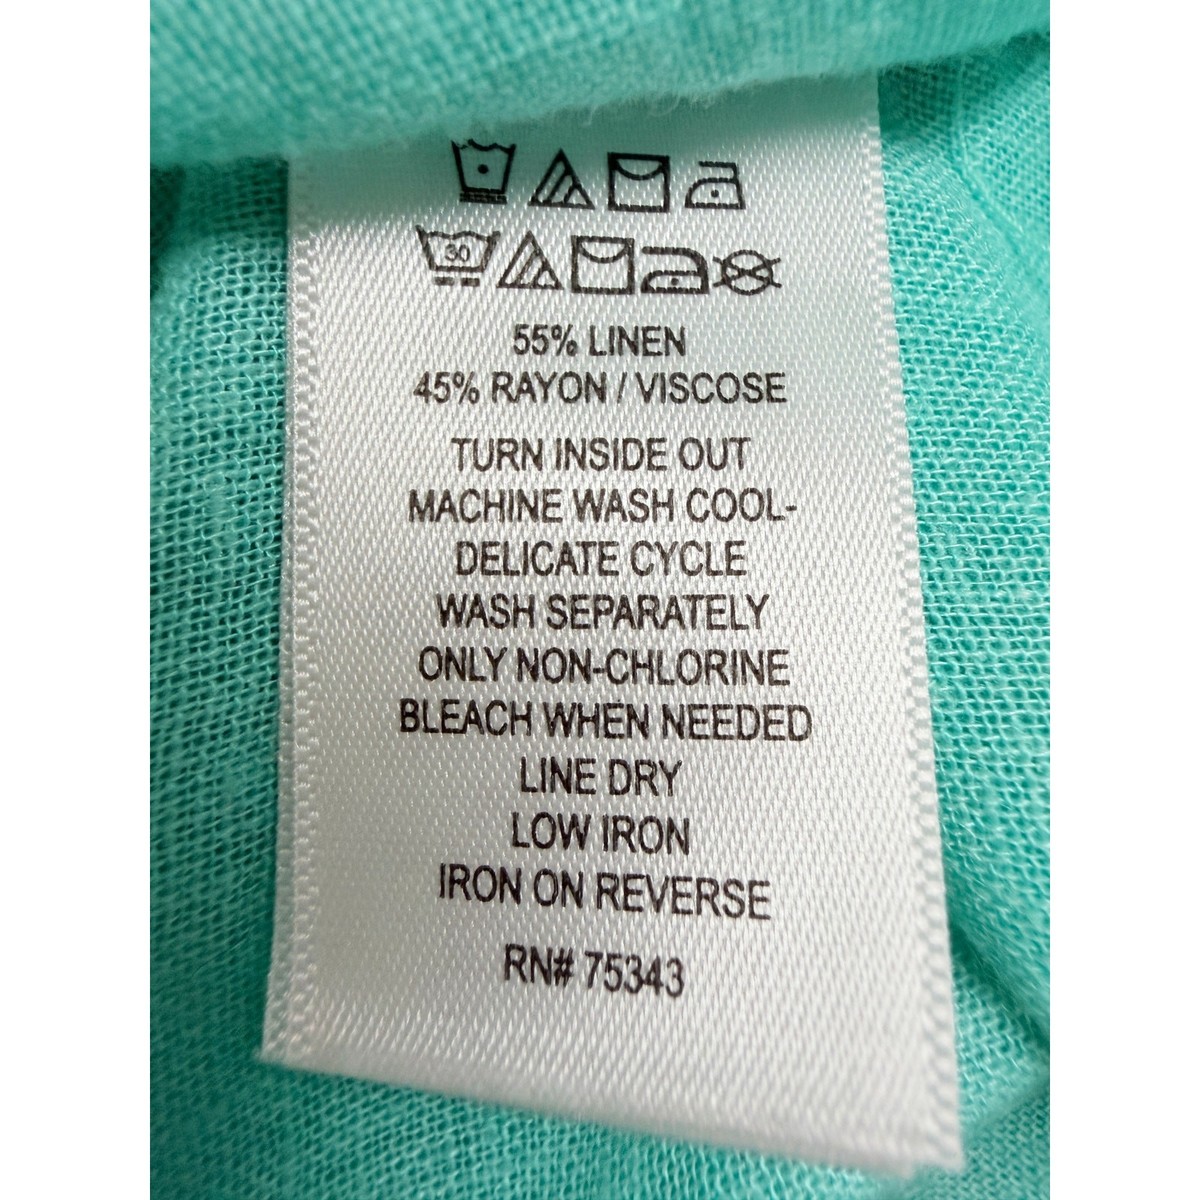 30
55% LINEN
45% RAYON / VISCOSE
TURN INSIDE OUT
MACHINE WASH COOL-
DELICATE CYCLE
WASH SEPARATELY
ONLY NON-CHLORINE
BLEACH WHEN NEEDED
LINE DRY
LOW IRON
IRON ON REVERSE
RN# 75343